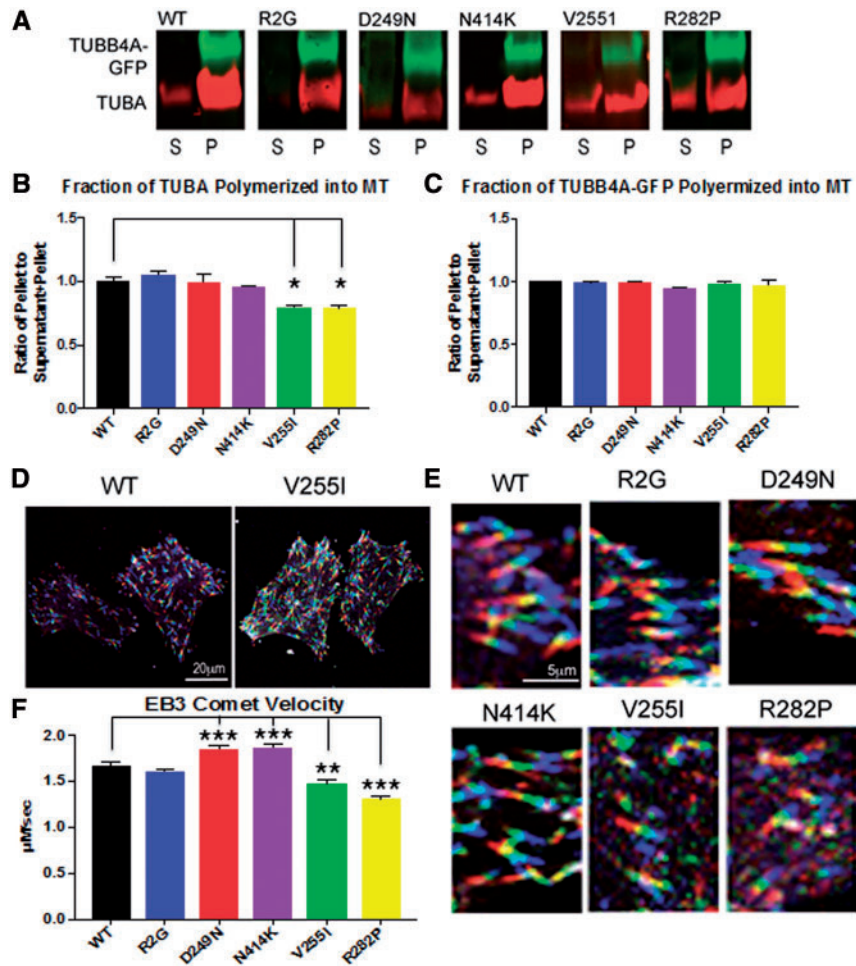 A
WT R2G D249N N414K V2551 R282P
TUBB4A-
GFP
TUBA
S P S P S P S P S P S P
B
Fraction of TUBA Polymerized into MT
Ratio of Pellet to
Supernatant+Pellet
1.5
1.0
0.5
0.0
* *
WT R2G D249N N414K V255I R282P
C
Fraction of TUBB4A-GFP Polyermized into MT
Ratio of Pellet to
Supernatant+Pellet
1.5
1.0
0.5
0.0
WT R2G D249N N414K V255I R282P
D
WT V255I
20µm
E
WT R2G D249N
5µm
N414K V255I R282P
F
EB3 Comet Velocity
µM/sec
2.0
1.5
1.0
0.5
0.0
*** *** ** ***
WT R2G D249N N414K V255I R282P